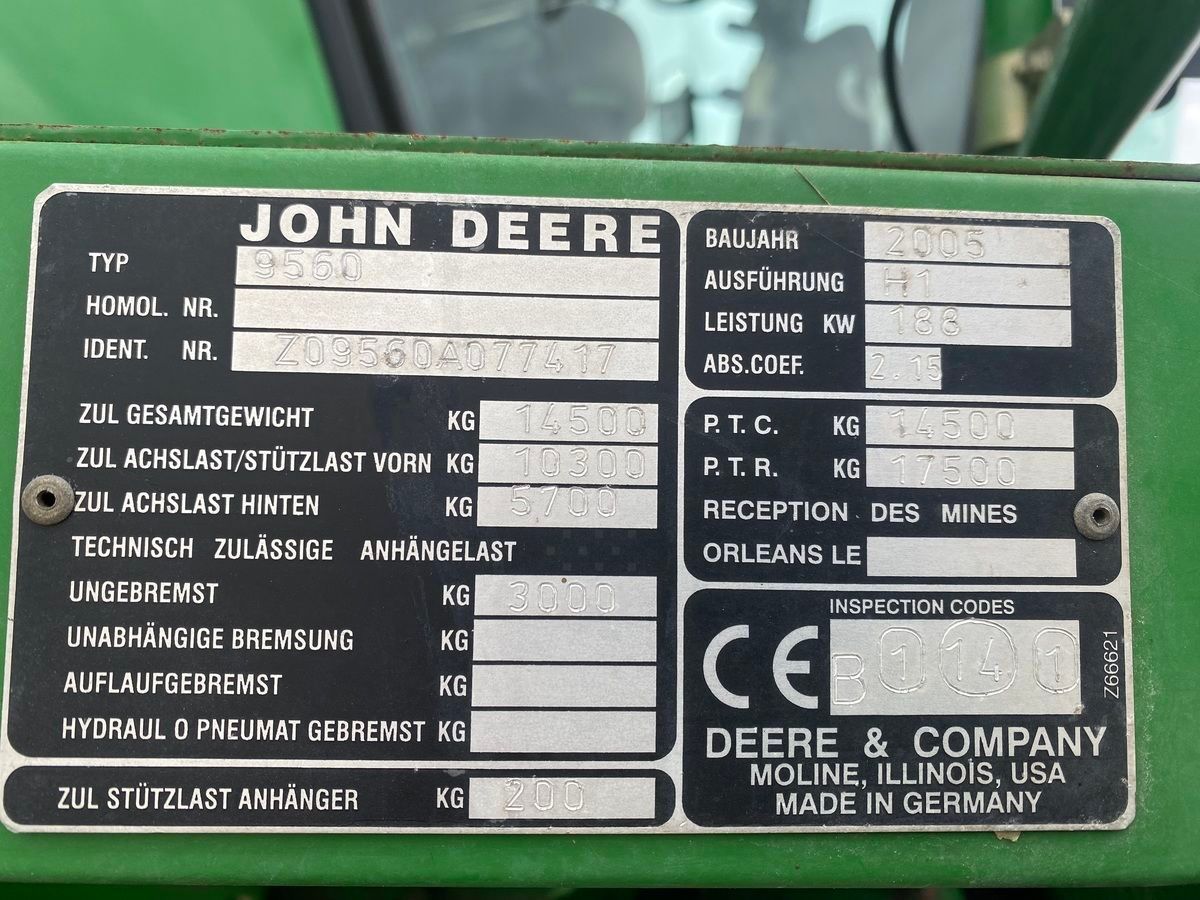 JOHN DEERE
TYP 9560
HOMOL. NR.
IDENT. NR. Z09560A077417
ZUL GESAMTGEWICHT KG 14500
ZUL ACHSLAST/STÜTZLAST VORN KG 10300
ZUL ACHSLAST HINTEN KG 5700
TECHNISCH ZULÄSSIGE ANHÄNGELAST
UNGEBREMST KG 3000
UNABHÄNGIGE BREMSUNG KG
AUFLAUFGEBREMST KG
HYDRAUL O PNEUMAT GEBREMST KG
ZUL STÜTZLAST ANHÄNGER KG 200
BAUJAHR 2005
AUSFÜHRUNG H1
LEISTUNG KW 188
ABS.COEF. 2.15
P. T. C. KG 14500
P. T. R. KG 17500
RECEPTION DES MINES
ORLEANS LE
INSPECTION CODES
CE B 1 14 1
Z66621
DEERE & COMPANY
MOLINE, ILLINOIS, USA
MADE IN GERMANY